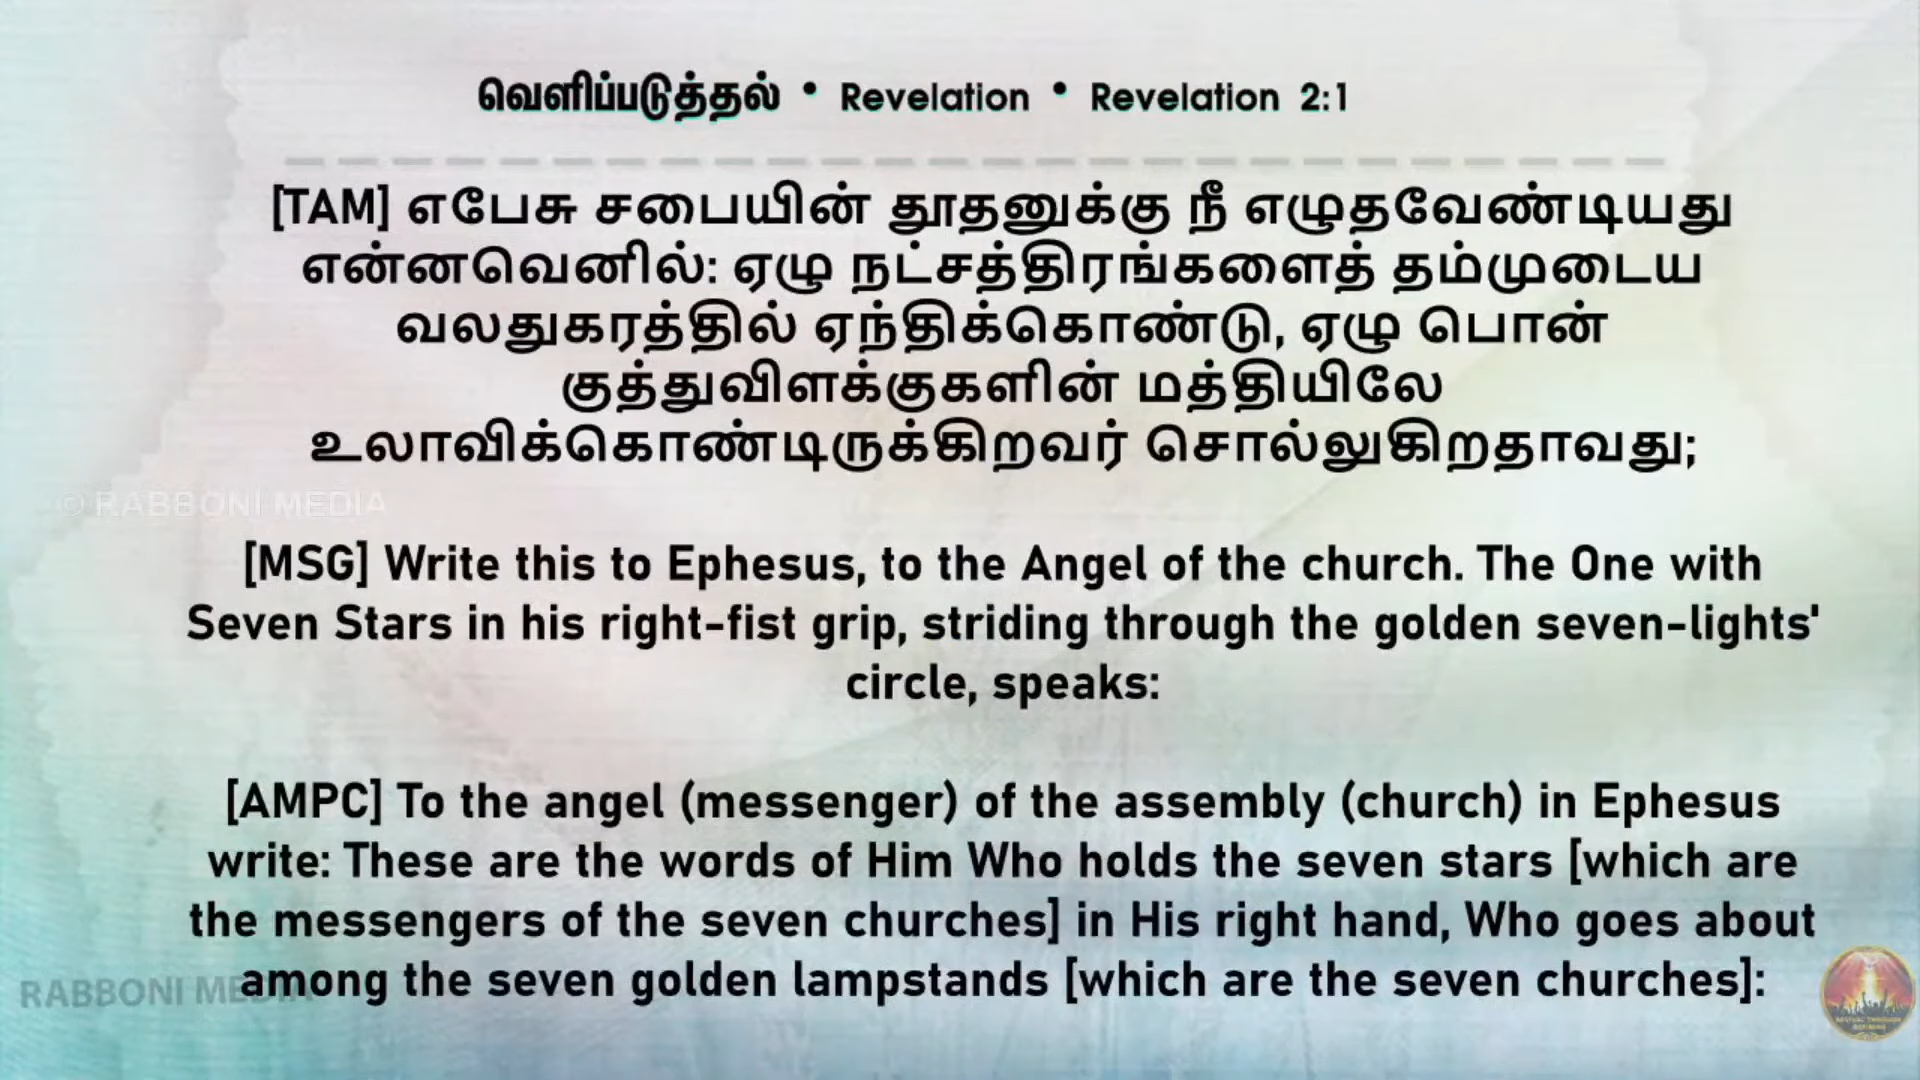 வெளிப்படுத்தல் • Revelation • Revelation 2:1
[TAM] எபேசு சபையின் தூதனுக்கு நீ எழுதவேண்டியது
என்னவெனில்: ஏழு நட்சத்திரங்களைத் தம்முடைய
வலதுகரத்தில் ஏந்திக்கொண்டு, ஏழு பொன்
குத்துவிளக்குகளின் மத்தியிலே
உலாவிக்கொண்டிருக்கிறவர் சொல்லுகிறதாவது;
© RABBONI MEDIA
[MSG] Write this to Ephesus, to the Angel of the church. The One with
Seven Stars in his right-fist grip, striding through the golden seven-lights'
circle, speaks:
[AMPC] To the angel (messenger) of the assembly (church) in Ephesus
write: These are the words of Him Who holds the seven stars [which are
the messengers of the seven churches] in His right hand, Who goes about
among the seven golden lampstands [which are the seven churches]:
RABBONI MEDIA